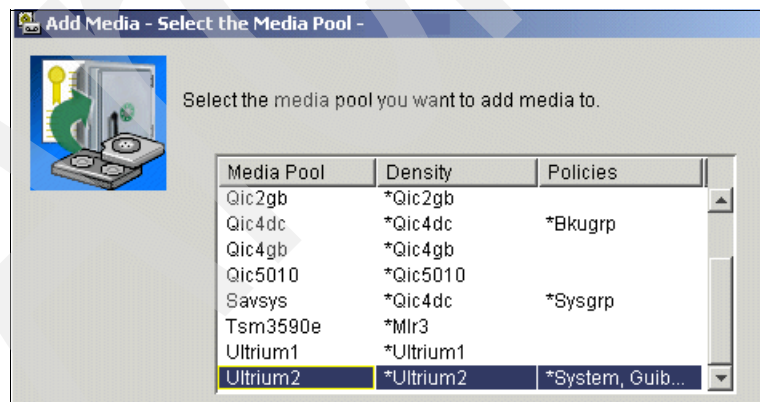 Add Media - Select the Media Pool -
Select the media pool you want to add media to.
Media Pool Density Policies
Qic2gb *Qic2gb
Qic4dc *Qic4dc *Bkugrp
Qic4gb *Qic4gb
Qic5010 *Qic5010
Savsys *Qic4dc *Sysgrp
Tsm3590e *Mlr3
Ultrium1 *Ultrium1
Ultrium2 *Ultrium2 *System, Guib...